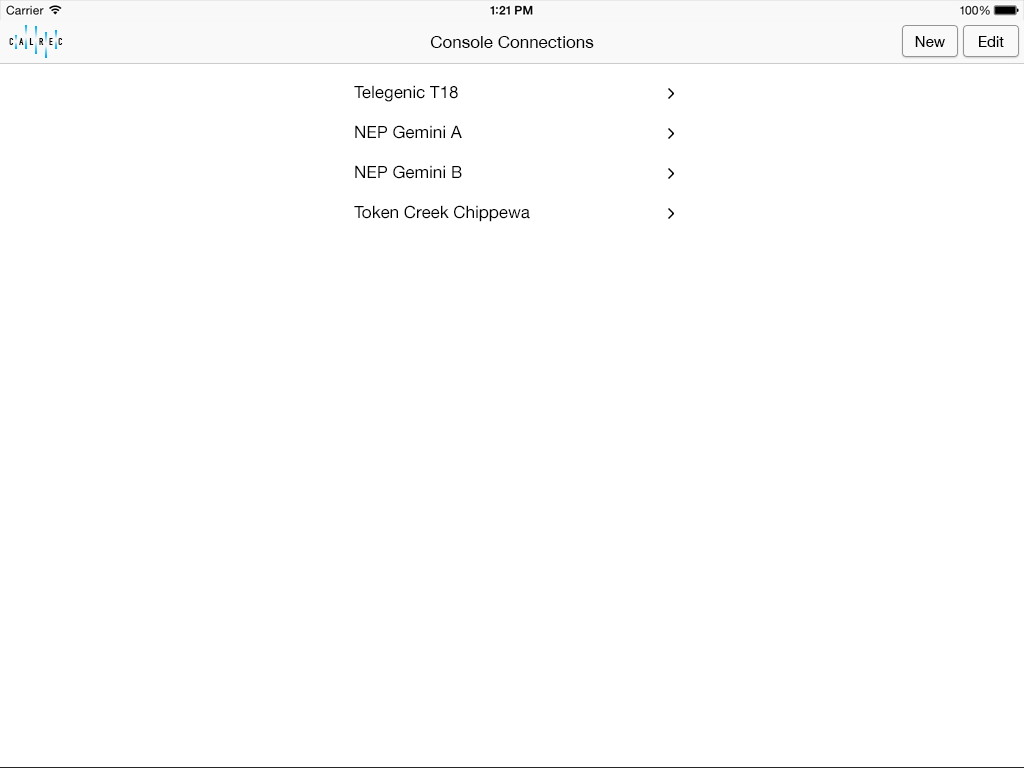 Carrier 1:21 PM 100%
CALREC Console Connections New Edit
Telegenic T18
NEP Gemini A
NEP Gemini B
Token Creek Chippewa